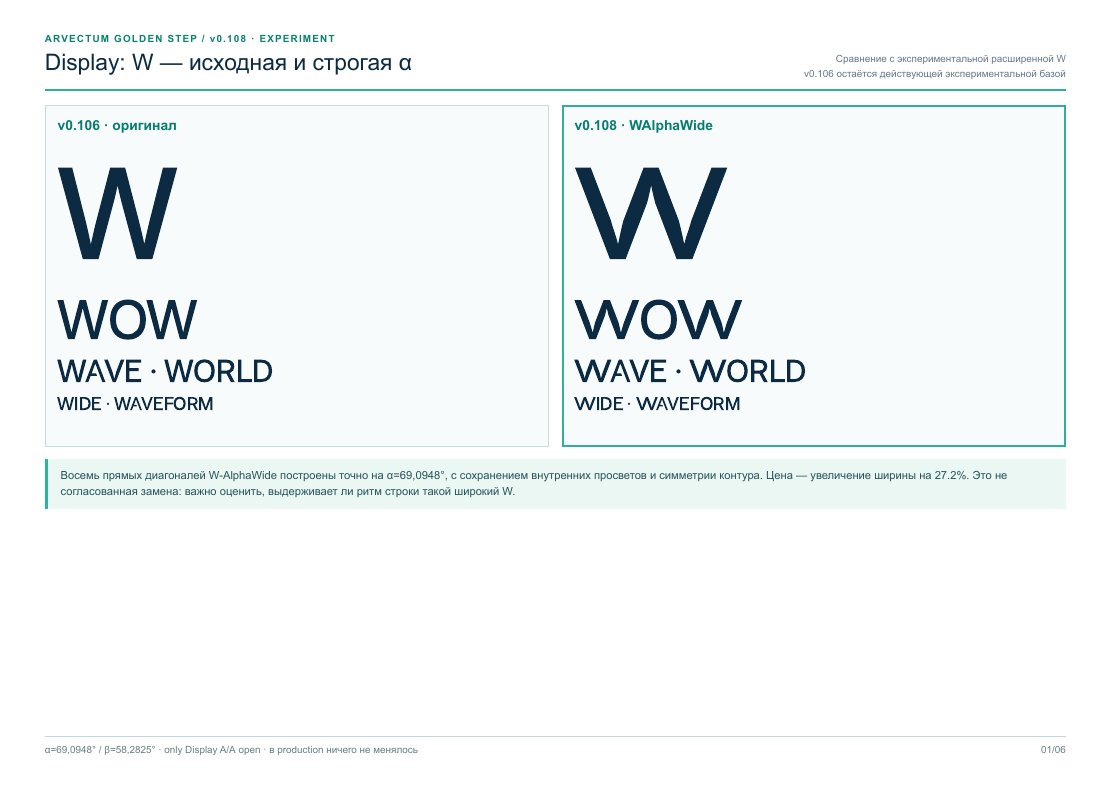 ARVECTUM GOLDEN STEP / v0.108 · EXPERIMENT
Display: W — исходная и строгая α
Сравнение с экспериментальной расширенной W
v0.106 остаётся действующей экспериментальной базой
v0.106 · оригинал
W
WOW
WAVE · WORLD
WIDE · WAVEFORM
v0.108 · WAlphaWide
W
WOW
WAVE · WORLD
WIDE · WAVEFORM
Восемь прямых диагоналей W-AlphaWide построены точно на α=69,0948°, с сохранением внутренних просветов и симметрии контура. Цена — увеличение ширины на 27.2%. Это не
согласованная замена: важно оценить, выдерживает ли ритм строки такой широкий W.
α=69,0948° / β=58,2825° · only Display A/A open · в production ничего не менялось
01/06